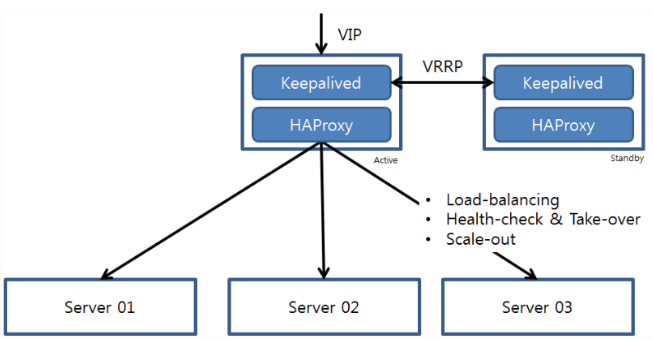 VIP
VRRP
Keepalived
Keepalived
HAProxy
HAProxy
Active
Standby
• Load-balancing
• Health-check & Take-over
• Scale-out
Server 01
Server 02
Server 03